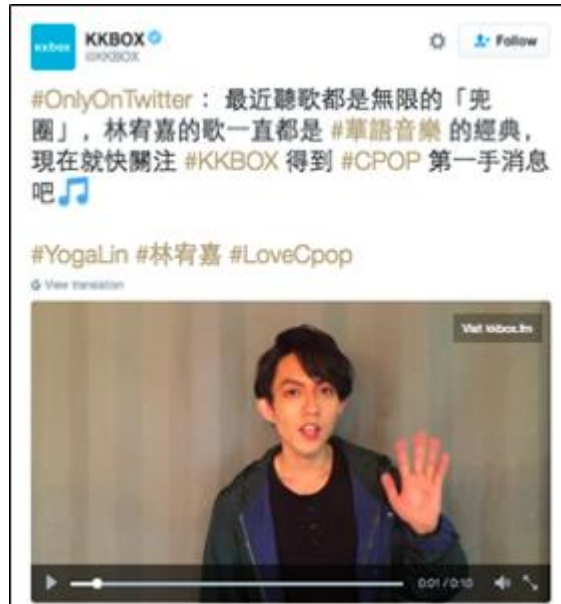 kkbox
KKBOX
@KKBOX
Follow
#OnlyOnTwitter： 最近聽歌都是無限的「兜
圈」，林宥嘉的歌一直都是 #華語音樂 的經典，
現在就快關注 #KKBOX 得到 #CPOP 第一手消息
吧🎵
#YogaLin #林宥嘉 #LoveCpop
View translation
Visit kkbox.fm
0:01 / 0:10